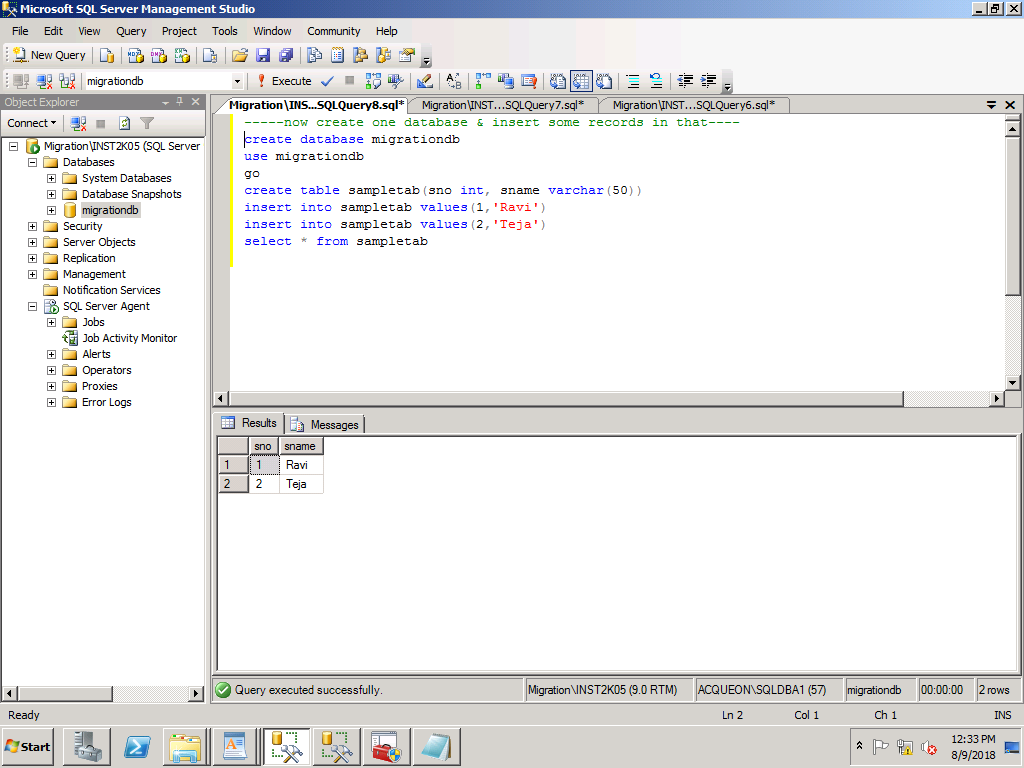 Microsoft SQL Server Management Studio
File Edit View Query Project Tools Window Community Help
New Query
migrationdb Execute
Object Explorer
Connect
Migration\INST2K05 (SQL Server
Databases
System Databases
Database Snapshots
migrationdb
Security
Server Objects
Replication
Management
Notification Services
SQL Server Agent
Jobs
Job Activity Monitor
Alerts
Operators
Proxies
Error Logs
Migration\INS...SQLQuery8.sql* Migration\INST...SQLQuery7.sql* Migration\INST...SQLQuery6.sql*
-----now create one database & insert some records in that----
create database migrationdb
use migrationdb
go
create table sampletab(sno int, sname varchar(50))
insert into sampletab values(1,'Ravi')
insert into sampletab values(2,'Teja')
select * from sampletab
Results Messages
sno sname
1 1 Ravi
2 2 Teja
Query executed successfully. Migration\INST2K05 (9.0 RTM) ACQUEON\SQLDBA1 (57) migrationdb 00:00:00 2 rows
Ready Ln 2 Col 1 Ch 1 INS
Start
12:33 PM
8/9/2018